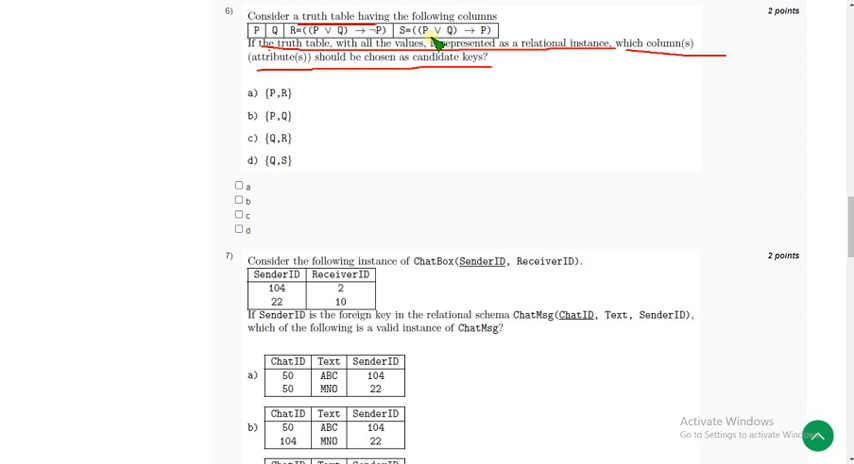 6) Consider a truth table having the following columns 2 points
P Q R=((P ∨ Q) → ¬P) S=((P ∨ Q) → P)
If the truth table, with all the values, is represented as a relational instance, which column(s)
(attribute(s)) should be chosen as candidate keys?
a) {P,R}
b) {P,Q}
c) {Q,R}
d) {Q,S}
a
b
c
d
7) Consider the following instance of ChatBox(SenderID, ReceiverID). 2 points
SenderID ReceiverID
104 2
22 10
If SenderID is the foreign key in the relational schema ChatMsg(ChatID, Text, SenderID),
which of the following is a valid instance of ChatMsg?
ChatID Text SenderID
a) 50 ABC 104
50 MNO 22
ChatID Text SenderID
b) 50 ABC 104
104 MNO 22
ChatID Text SenderID
Activate Windows
Go to Settings to activate